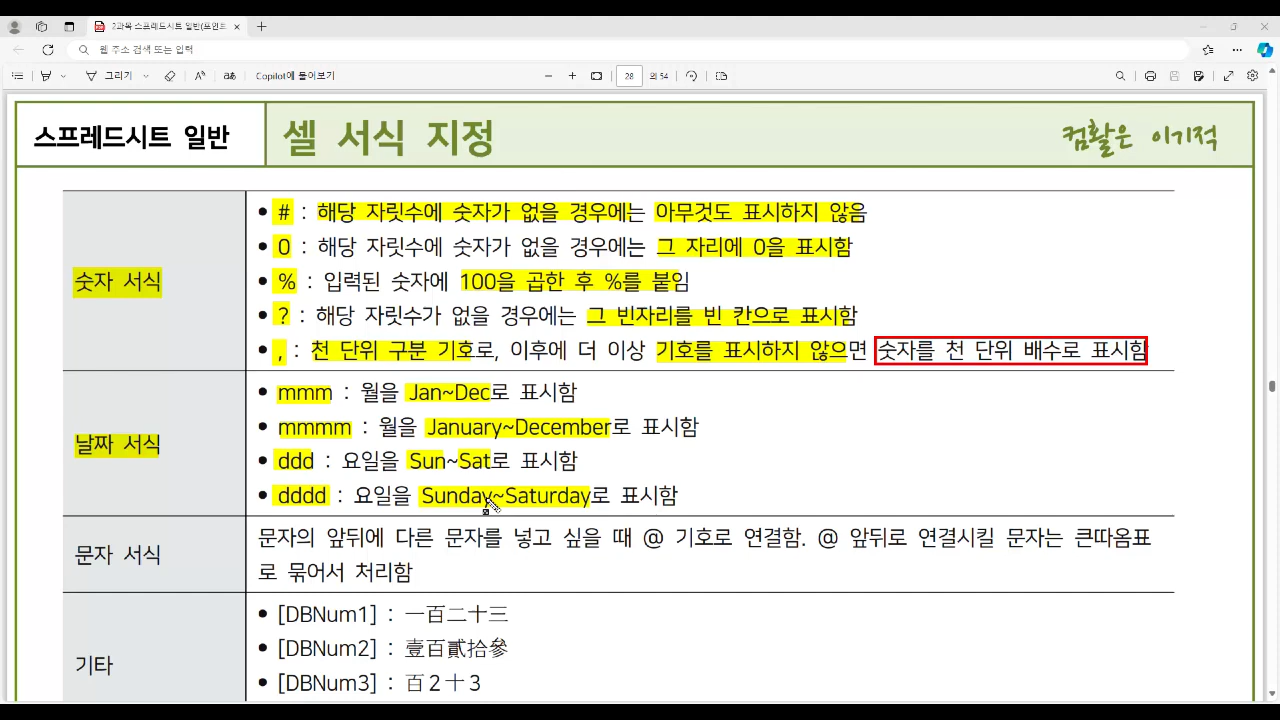 2과목 스프레드시트 일반(포인트
웹 주소 검색 또는 입력
그리기
Copilot에 물어보기
28 의 54
스프레드시트 일반
셀 서식 지정
컴활은 이기적
숫자 서식
● # : 해당 자릿수에 숫자가 없을 경우에는 아무것도 표시하지 않음
● 0 : 해당 자릿수에 숫자가 없을 경우에는 그 자리에 0을 표시함
● % : 입력된 숫자에 100을 곱한 후 %를 붙임
● ? : 해당 자릿수가 없을 경우에는 그 빈자리를 빈 칸으로 표시함
● , : 천 단위 구분 기호로, 이후에 더 이상 기호를 표시하지 않으면 숫자를 천 단위 배수로 표시함
날짜 서식
● mmm : 월을 Jan~Dec로 표시함
● mmmm : 월을 January~December로 표시함
● ddd : 요일을 Sun~Sat로 표시함
● dddd : 요일을 Sunday~Saturday로 표시함
문자 서식
문자의 앞뒤에 다른 문자를 넣고 싶을 때 @ 기호로 연결함. @ 앞뒤로 연결시킬 문자는 큰따옴표
로 묶어서 처리함
기타
● [DBNum1] : 一百二十三
● [DBNum2] : 壹百貳拾參
● [DBNum3] : 百２十３